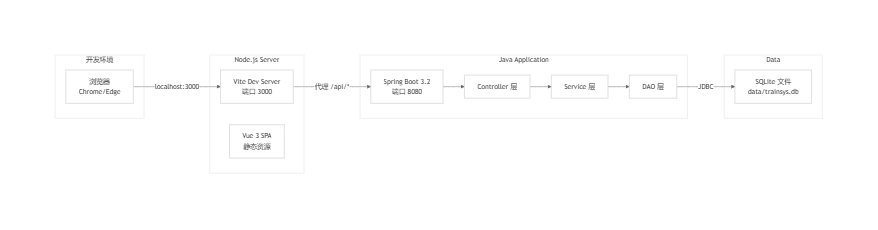 开发环境
浏览器
Chrome/Edge
localhost:3000
Node.js Server
Vite Dev Server
端口 3000
Vue 3 SPA
静态资源
代理 /api/*
Java Application
Spring Boot 3.2
端口 8080
Controller 层
Service 层
DAO 层
JDBC
Data
SQLite 文件
data/trainsys.db